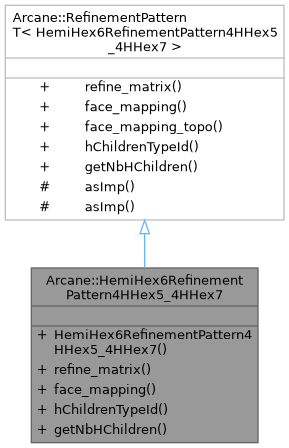 Arcane::RefinementPattern
T< HemiHex6RefinementPattern4HHex5
_4HHex7 >
+ refine_matrix()
+ face_mapping()
+ face_mapping_topo()
+ hChildrenTypeId()
+ getNbHChildren()
# asImp()
# asImp()
Arcane::HemiHex6Refinement
Pattern4HHex5_4HHex7
+ HemiHex6RefinementPattern4
HHex5_4HHex7()
+ refine_matrix()
+ face_mapping()
+ hChildrenTypeId()
+ getNbHChildren()